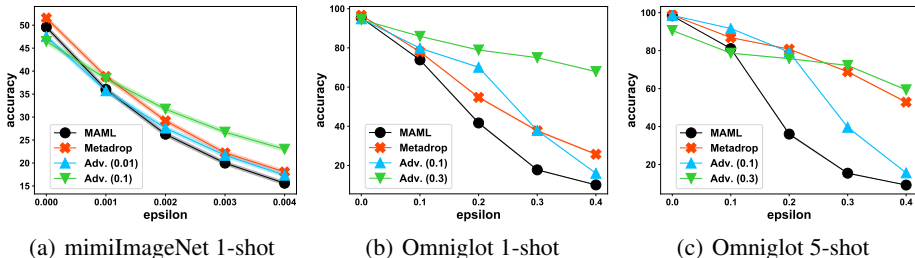 50
45
40
35
30
25
20
15
accuracy
MAML
Metadrop
Adv. (0.01)
Adv. (0.1)
0.000 0.001 0.002 0.003 0.004
epsilon
(a) mimiImageNet 1-shot
100
80
60
40
20
accuracy
MAML
Metadrop
Adv. (0.1)
Adv. (0.3)
0.0 0.1 0.2 0.3 0.4
epsilon
(b) Omniglot 1-shot
100
80
60
40
20
accuracy
MAML
Metadrop
Adv. (0.1)
Adv. (0.3)
0.0 0.1 0.2 0.3 0.4
epsilon
(c) Omniglot 5-shot